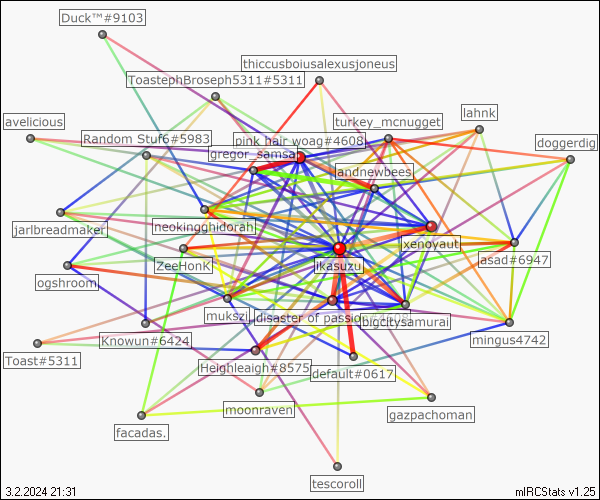 Duck™#9103
thiccusboiusalexusjoneus
ToastephBroseph5311#5311
lahnk
avelicious
turkey_mcnugget
Random Stuf6#5983
pink hair woag#4608
doggerdig
gregor_samsa
andnewbees
jarlbreadmaker
neokingghidorah
xenoyaut
asad#6947
ZeeHonKi
ikasuzu
ogshroom
mukszi
disaster of passio
bigcitysamurai
Knowun#6424
mingus4742
Toast#5311
Heighleaigh#8575
default#0617
moonraven
gazpachoman
facadas.
tescoroll
3.2.2024 21:31
mIRCStats v1.25